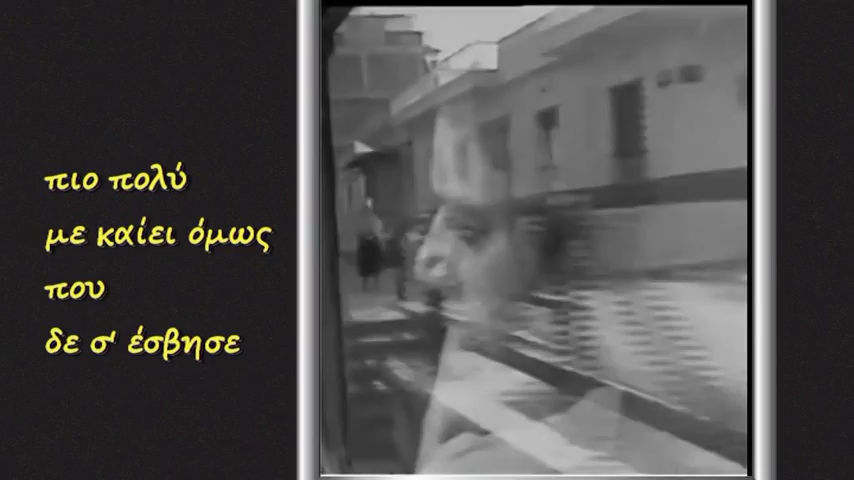 πιο πολύ
με καίει όμως
που
δε σ' έσβησε